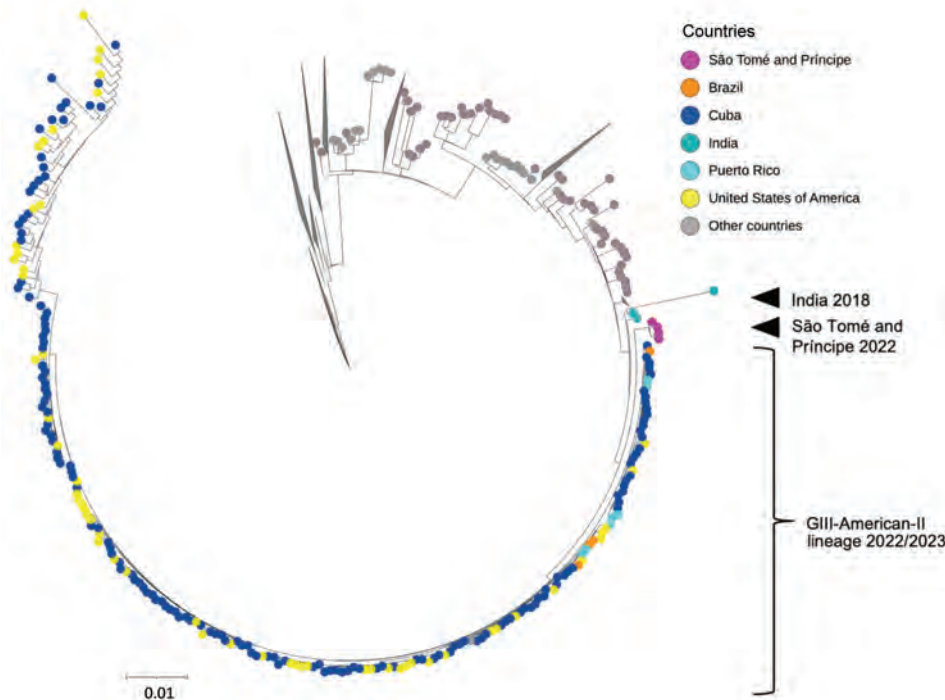 Countries
São Tomé and Príncipe
Brazil
Cuba
India
Puerto Rico
United States of America
Other countries
India 2018
São Tomé and
Príncipe 2022
GIII-American-II
lineage 2022/2023
0.01